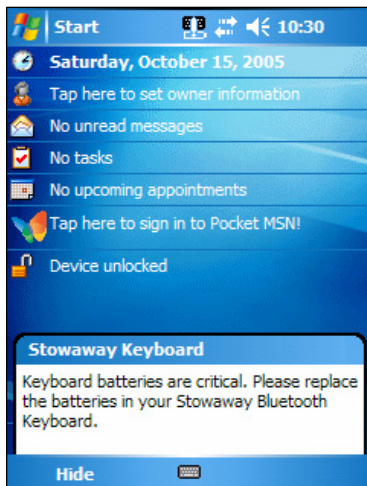 Start 10:30
Saturday, October 15, 2005
Tap here to set owner information
No unread messages
No tasks
No upcoming appointments
Tap here to sign in to Pocket MSN!
Device unlocked
Stowaway Keyboard
Keyboard batteries are critical. Please replace
the batteries in your Stowaway Bluetooth
Keyboard.
Hide